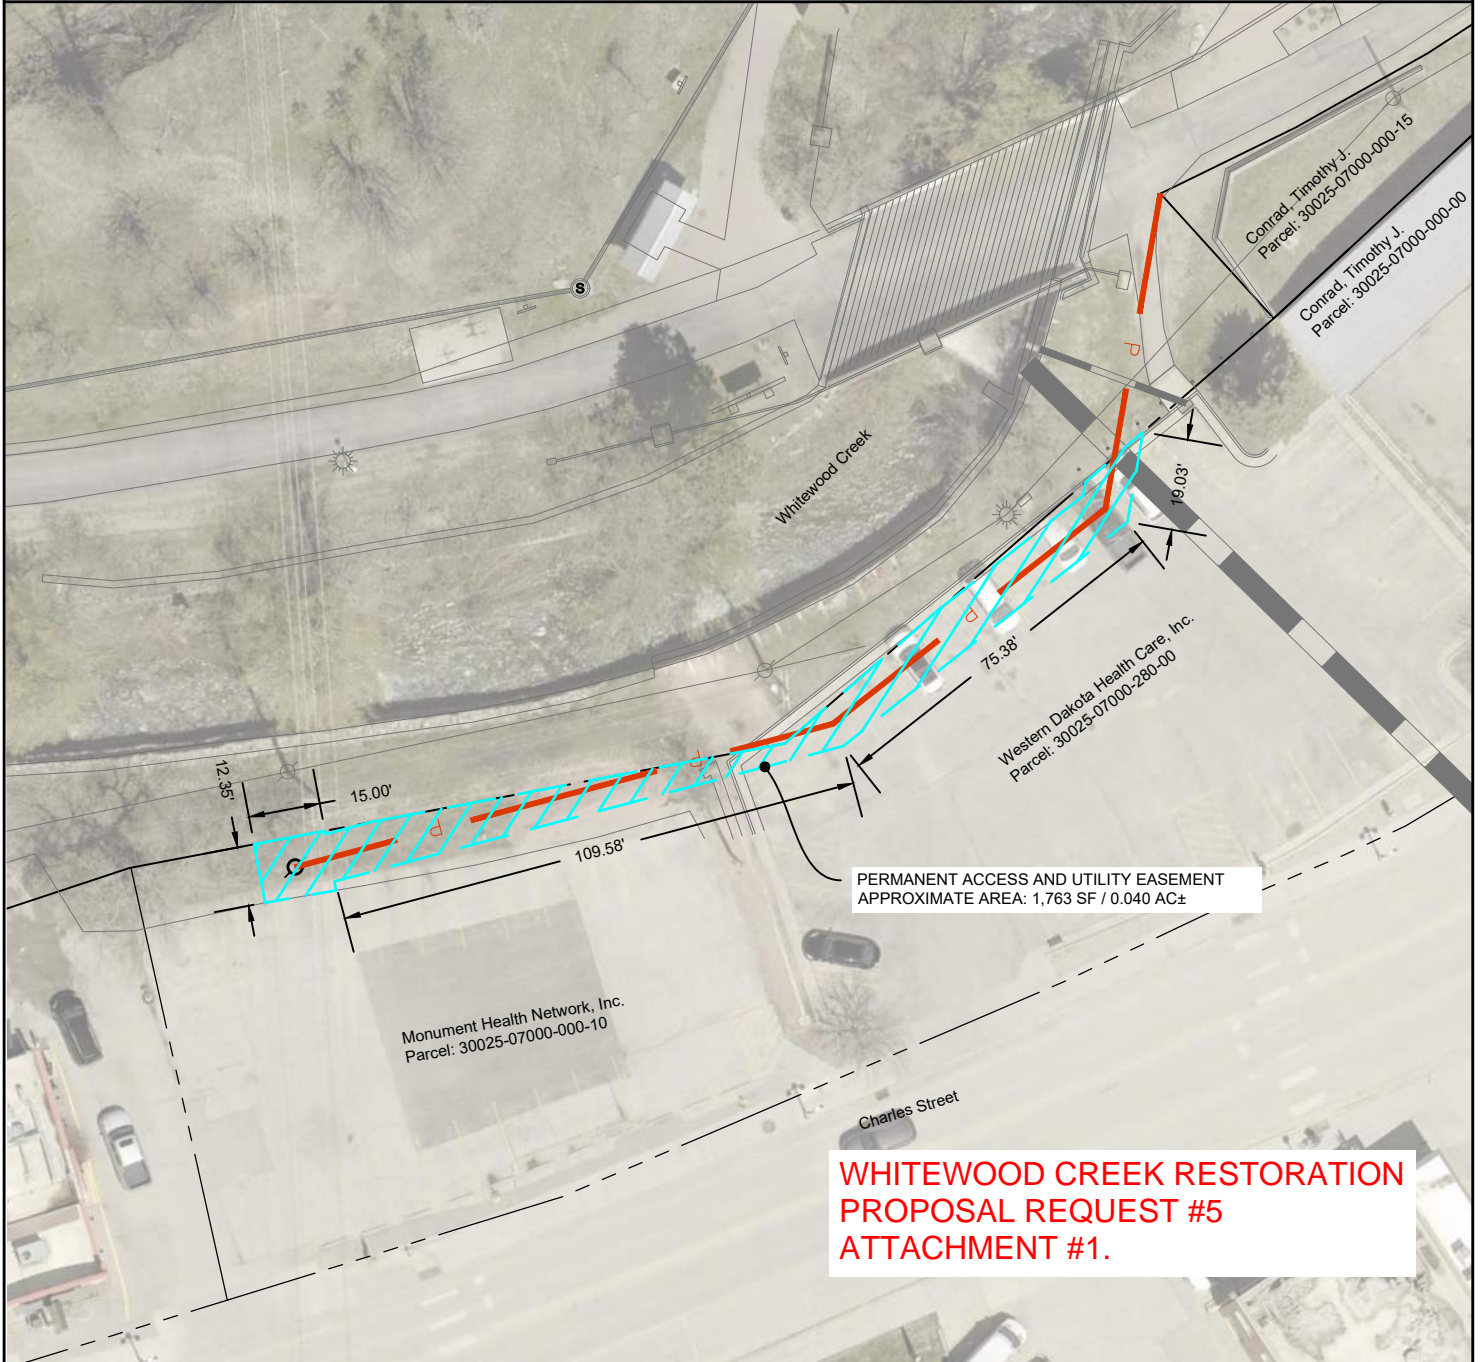 Conrad, Timothy J.
Parcel: 30025-07000-000-15
Conrad, Timothy J.
Parcel: 30025-07000-000-00
S
P
Whitewood Creek
19.03'
P
75.38'
Western Dakota Health Care, Inc.
Parcel: 30025-07000-280-00
12.35'
15.00'
P
P
109.58'
PERMANENT ACCESS AND UTILITY EASEMENT
APPROXIMATE AREA: 1,763 SF / 0.040 AC±
Monument Health Network, Inc.
Parcel: 30025-07000-000-10
Charles Street
WHITEWOOD CREEK RESTORATION
PROPOSAL REQUEST #5
ATTACHMENT #1.